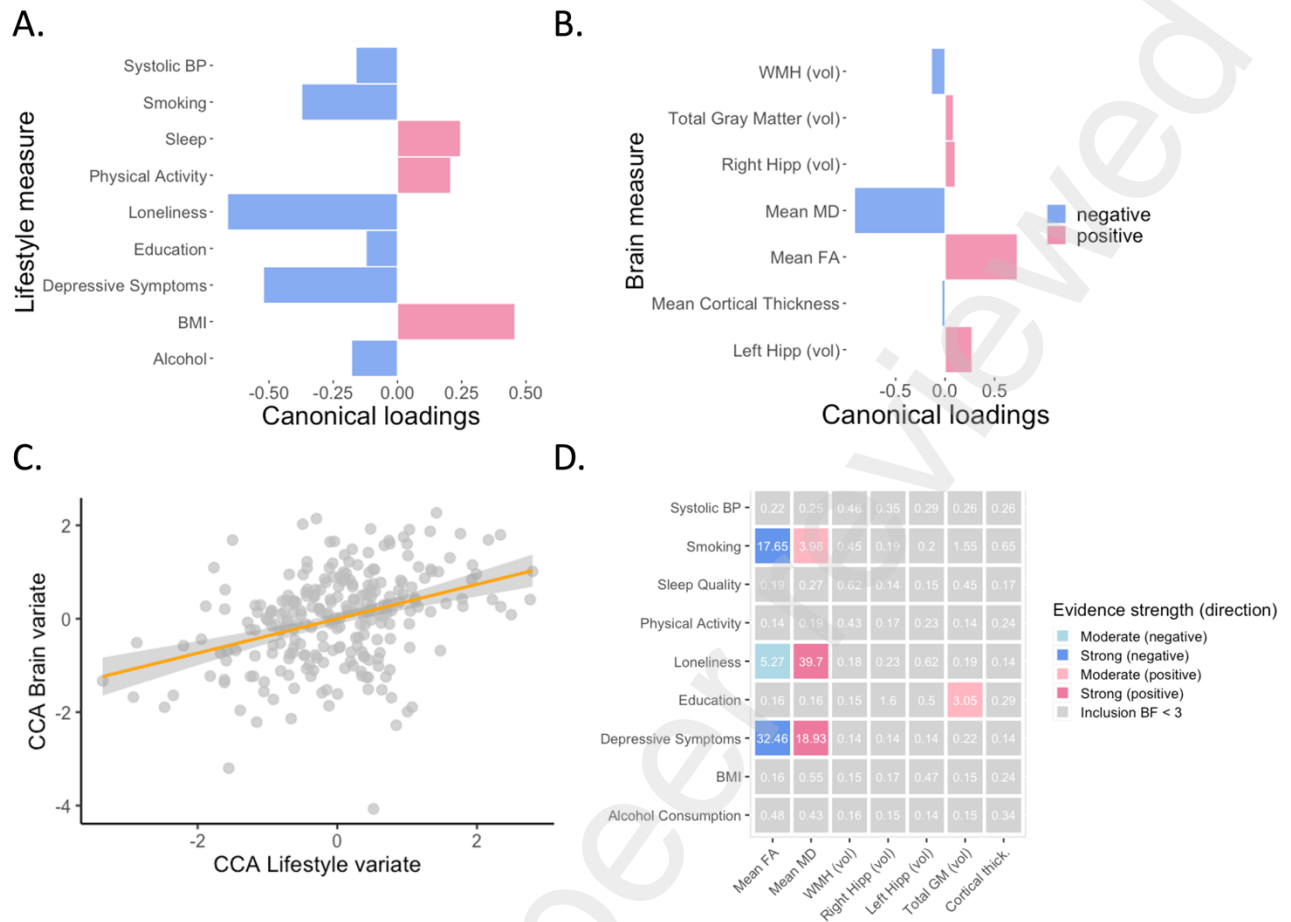 A.
B.
Lifestyle measure
Systolic BP
Smoking
Sleep
Physical Activity
Loneliness
Education
Depressive Symptoms
BMI
Alcohol
-0.50 -0.25 0.00 0.25 0.50
Canonical loadings
Brain measure
WMH (vol)
Total Gray Matter (vol)
Right Hipp (vol)
Mean MD
Mean FA
Mean Cortical Thickness
Left Hipp (vol)
-0.5 0.0 0.5
Canonical loadings
negative
positive
C.
D.
CCA Brain variate
2
0
-2
-4
-2 0 2
CCA Lifestyle variate
Systolic BP 0.22 0.25 0.46 0.35 0.29 0.26 0.26
Smoking 17.65 3.98 0.45 0.19 0.2 1.55 0.65
Sleep Quality 0.19 0.27 0.62 0.14 0.15 0.45 0.17
Physical Activity 0.14 0.19 0.43 0.17 0.23 0.14 0.24
Loneliness 5.27 39.7 0.18 0.23 0.62 0.19 0.14
Education 0.16 0.16 0.15 1.6 0.5 3.05 0.29
Depressive Symptoms 32.46 18.93 0.14 0.14 0.14 0.22 0.14
BMI 0.16 0.55 0.15 0.17 0.47 0.15 0.24
Alcohol Consumption 0.48 0.43 0.16 0.15 0.14 0.15 0.34
Mean FA
Mean MD
WMH (vol)
Right Hipp (vol)
Left Hipp (vol)
Total GM (vol)
Cortical thick.
Evidence strength (direction)
Moderate (negative)
Strong (negative)
Moderate (positive)
Strong (positive)
Inclusion BF < 3
peer reviewed